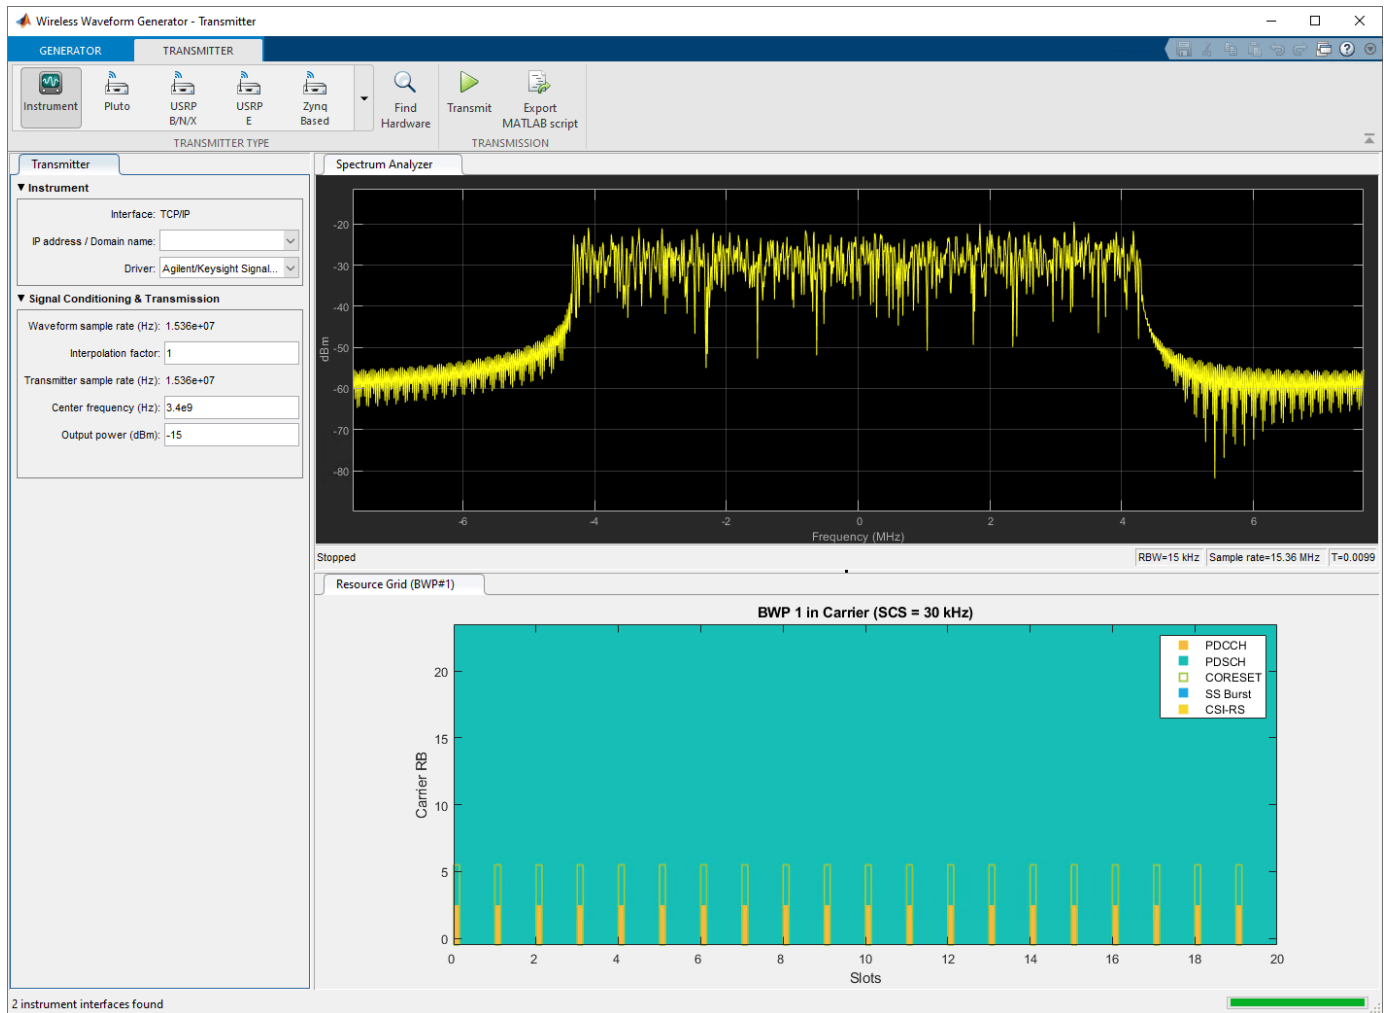 Wireless Waveform Generator - Transmitter
GENERATOR TRANSMITTER
Instrument Pluto USRP B/N/X USRP E Zynq Based Find Hardware Transmit Export MATLAB script
TRANSMITTER TYPE TRANSMISSION
Transmitter
Instrument
Interface: TCP/IP
IP address / Domain name:
Driver: Agilent/Keysight Signal...
Signal Conditioning & Transmission
Waveform sample rate (Hz): 1.536e+07
Interpolation factor: 1
Transmitter sample rate (Hz): 1.536e+07
Center frequency (Hz): 3.4e9
Output power (dBm): -15
Spectrum Analyzer
-20
-30
-40
-50
-60
-70
-80
dBm
-6 -4 -2 0 2 4 6
Frequency (MHz)
Stopped RBW=15 kHz Sample rate=15.36 MHz T=0.0099
Resource Grid (BWP#1)
BWP 1 in Carrier (SCS = 30 kHz)
PDCCH
PDSCH
CORESET
SS Burst
CSI-RS
20
15
10
5
0
Carrier RB
0 2 4 6 8 10 12 14 16 18 20
Slots
2 instrument interfaces found